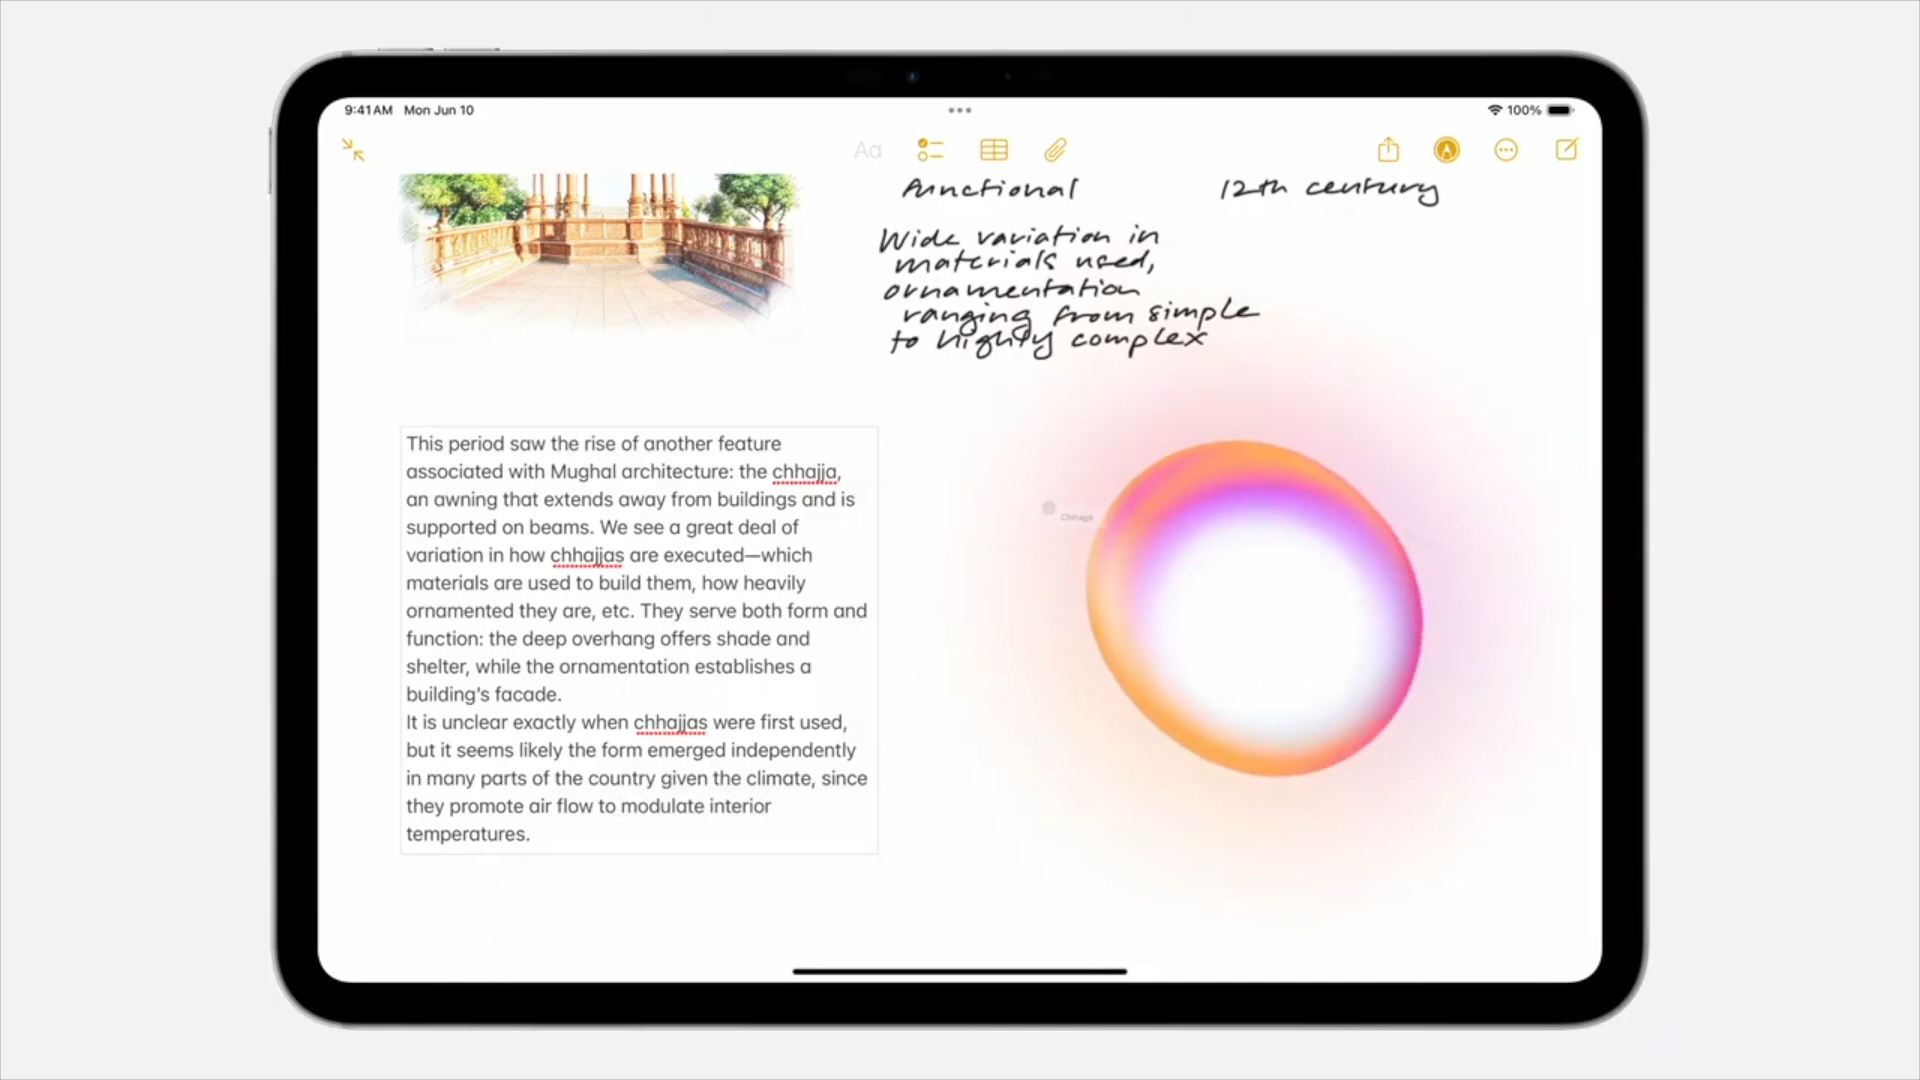 9:41 AM Mon Jun 10
100%
Aa
functional
12th century
Wide variation in
materials used,
ornamentation
ranging from simple
to highly complex
This period saw the rise of another feature
associated with Mughal architecture: the chhajja,
an awning that extends away from buildings and is
supported on beams. We see a great deal of
variation in how chhajjas are executed—which
materials are used to build them, how heavily
ornamented they are, etc. They serve both form and
function: the deep overhang offers shade and
shelter, while the ornamentation establishes a
building's facade.
It is unclear exactly when chhajjas were first used,
but it seems likely the form emerged independently
in many parts of the country given the climate, since
they promote air flow to modulate interior
temperatures.